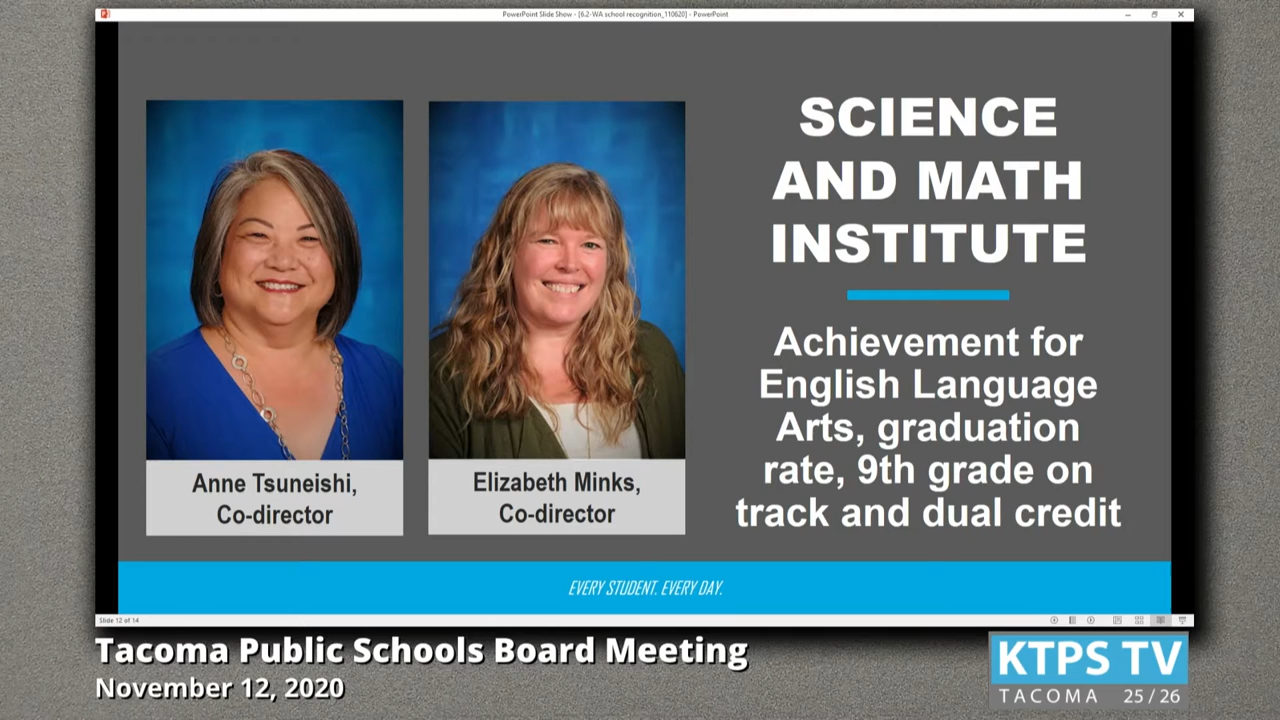 PowerPoint Slide Show - [6.2-WA school recognition_110620] - PowerPoint
SCIENCE
AND MATH
INSTITUTE
Achievement for
English Language
Arts, graduation
rate, 9th grade on
track and dual credit
Anne Tsuneishi,
Co-director
Elizabeth Minks,
Co-director
EVERY STUDENT. EVERY DAY.
Slide 12 of 14
Tacoma Public Schools Board Meeting
November 12, 2020
KTPS TV
TACOMA 25/26